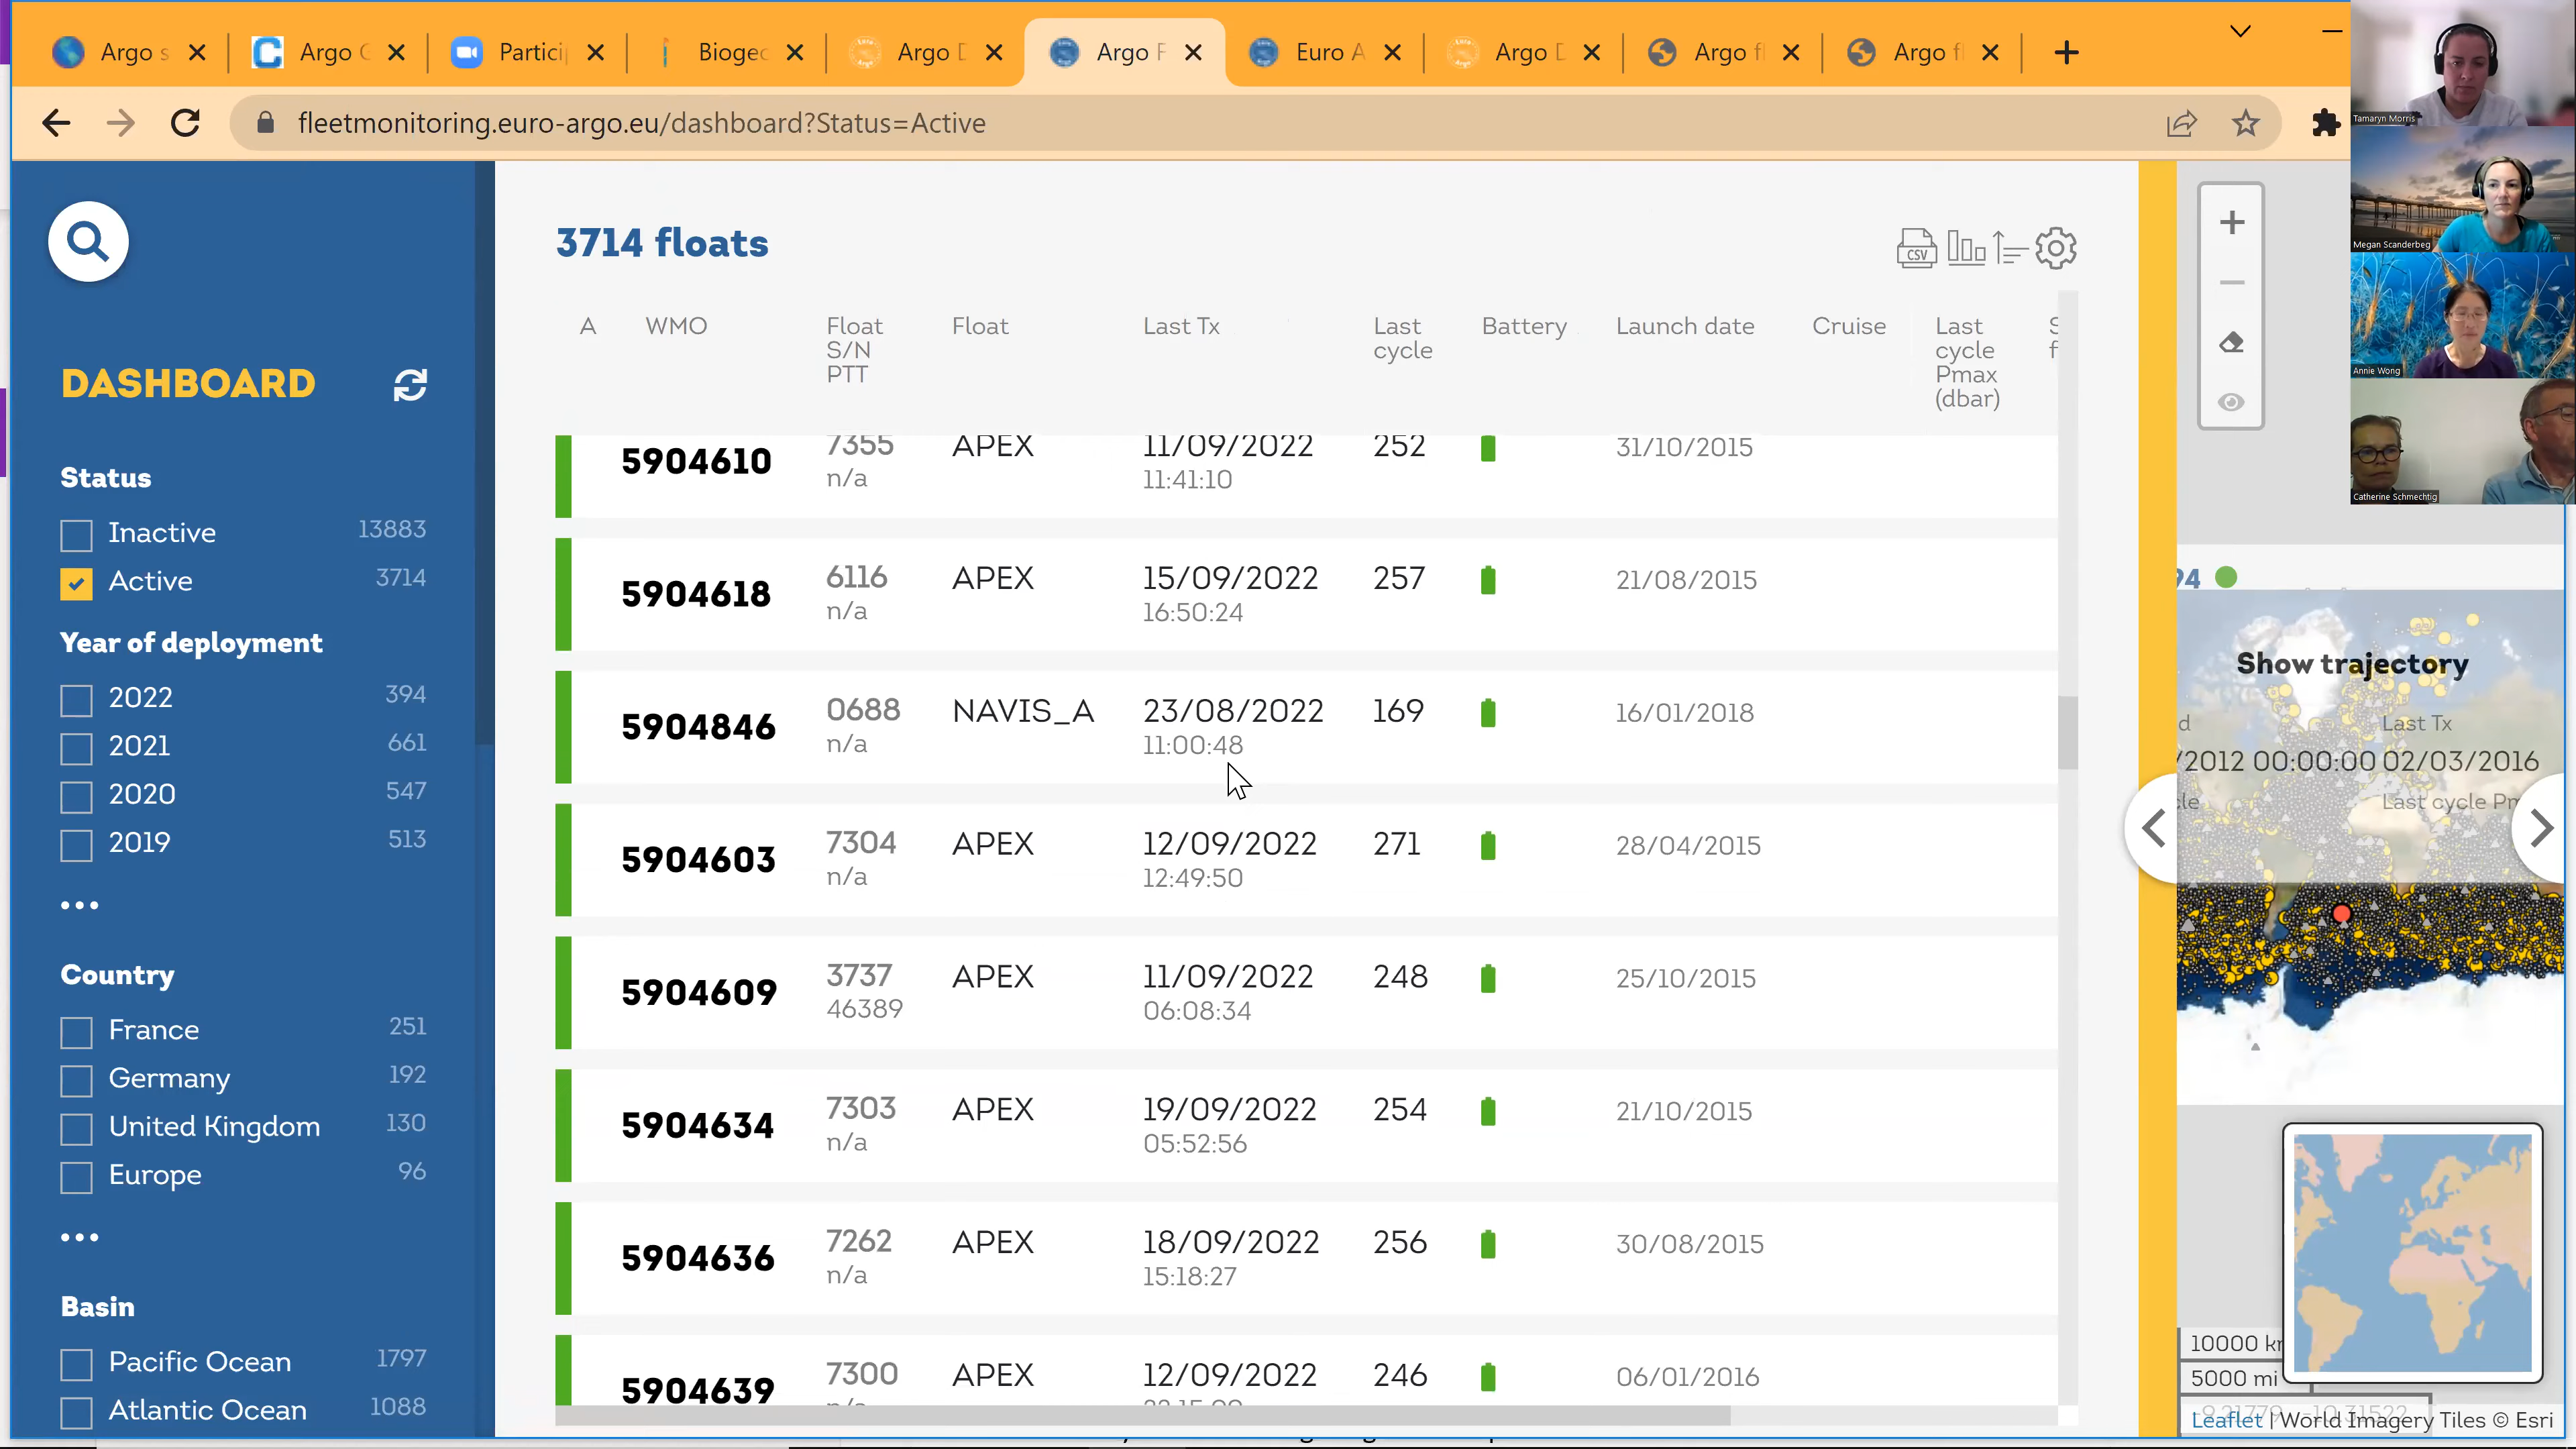 Argo s
Argo C
Partici
Biogec
Argo D
Argo F
Euro A
Argo D
Argo fl
Argo fl
fleetmonitoring.euro-argo.eu/dashboard?Status=Active
Tamaryn Morris
Megan Scanderbeg
Annie Wong
Catherine Schmechtig
DASHBOARD
Status
Inactive 13883
Active 3714
Year of deployment
2022 394
2021 661
2020 547
2019 513
...
Country
France 251
Germany 192
United Kingdom 130
Europe 96
...
Basin
Pacific Ocean 1797
Atlantic Ocean 1088
3714 floats
CSV
A WMO Float S/N PTT Float Last Tx Last cycle Battery Launch date Cruise Last cycle Pmax (dbar)
5904610 7355 APEX 11/09/2022 252 31/10/2015
n/a 11:41:10
5904618 6116 APEX 15/09/2022 257 21/08/2015
n/a 16:50:24
5904846 0688 NAVIS_A 23/08/2022 169 16/01/2018
n/a 11:00:48
5904603 7304 APEX 12/09/2022 271 28/04/2015
n/a 12:49:50
5904609 3737 APEX 11/09/2022 248 25/10/2015
46389 06:08:34
5904634 7303 APEX 19/09/2022 254 21/10/2015
n/a 05:52:56
5904636 7262 APEX 18/09/2022 256 30/08/2015
n/a 15:18:27
5904639 7300 APEX 12/09/2022 246 06/01/2016
94
Show trajectory
d Last Tx
/2012 00:00:00 02/03/2016
cle Last cycle Pm
10000 km
5000 mi
Leaflet | World Imagery Tiles © Esri